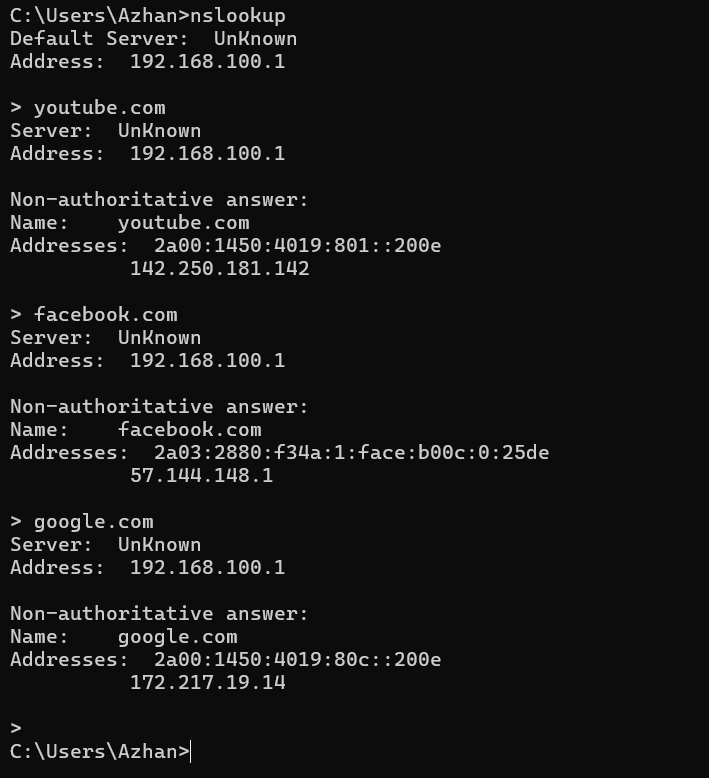 C:\Users\Azhan>nslookup
Default Server:  UnKnown
Address:  192.168.100.1
> youtube.com
Server:  UnKnown
Address:  192.168.100.1
Non-authoritative answer:
Name:    youtube.com
Addresses:  2a00:1450:4019:801::200e
          142.250.181.142
> facebook.com
Server:  UnKnown
Address:  192.168.100.1
Non-authoritative answer:
Name:    facebook.com
Addresses:  2a03:2880:f34a:1:face:b00c:0:25de
          57.144.148.1
> google.com
Server:  UnKnown
Address:  192.168.100.1
Non-authoritative answer:
Name:    google.com
Addresses:  2a00:1450:4019:80c::200e
          172.217.19.14
>
C:\Users\Azhan>